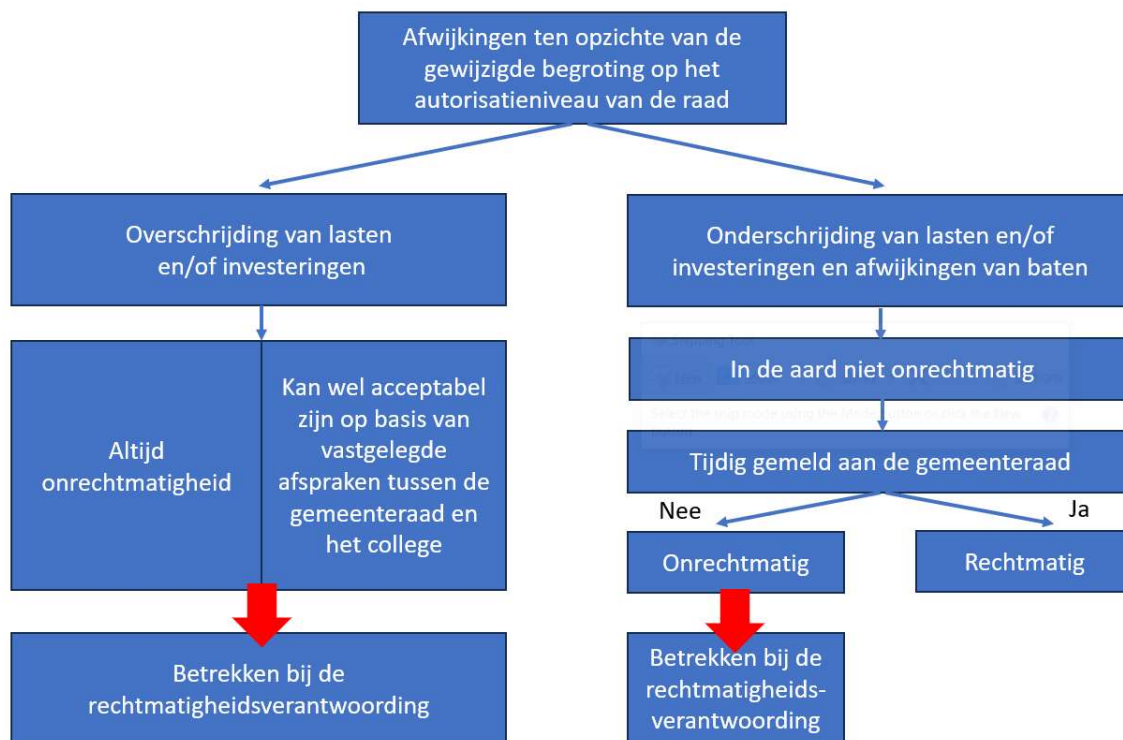 Afwijkingen ten opzichte van de
gewijzigde begroting op het
autorisatieniveau van de raad
Overschrijding van lasten
en/of investeringen
Onderschrijding van lasten en/of
investeringen en afwijkingen van baten
Altijd
onrechtmatigheid
Kan wel acceptabel
zijn op basis van
vastgelegde
afspraken tussen de
gemeenteraad en
het college
In de aard niet onrechtmatig
Tijdig gemeld aan de gemeenteraad
Nee
Ja
Onrechtmatig
Rechtmatig
Betrekken bij de
rechtmatigheidsverantwoording
Betrekken bij de
rechtmatigheids-
verantwoording